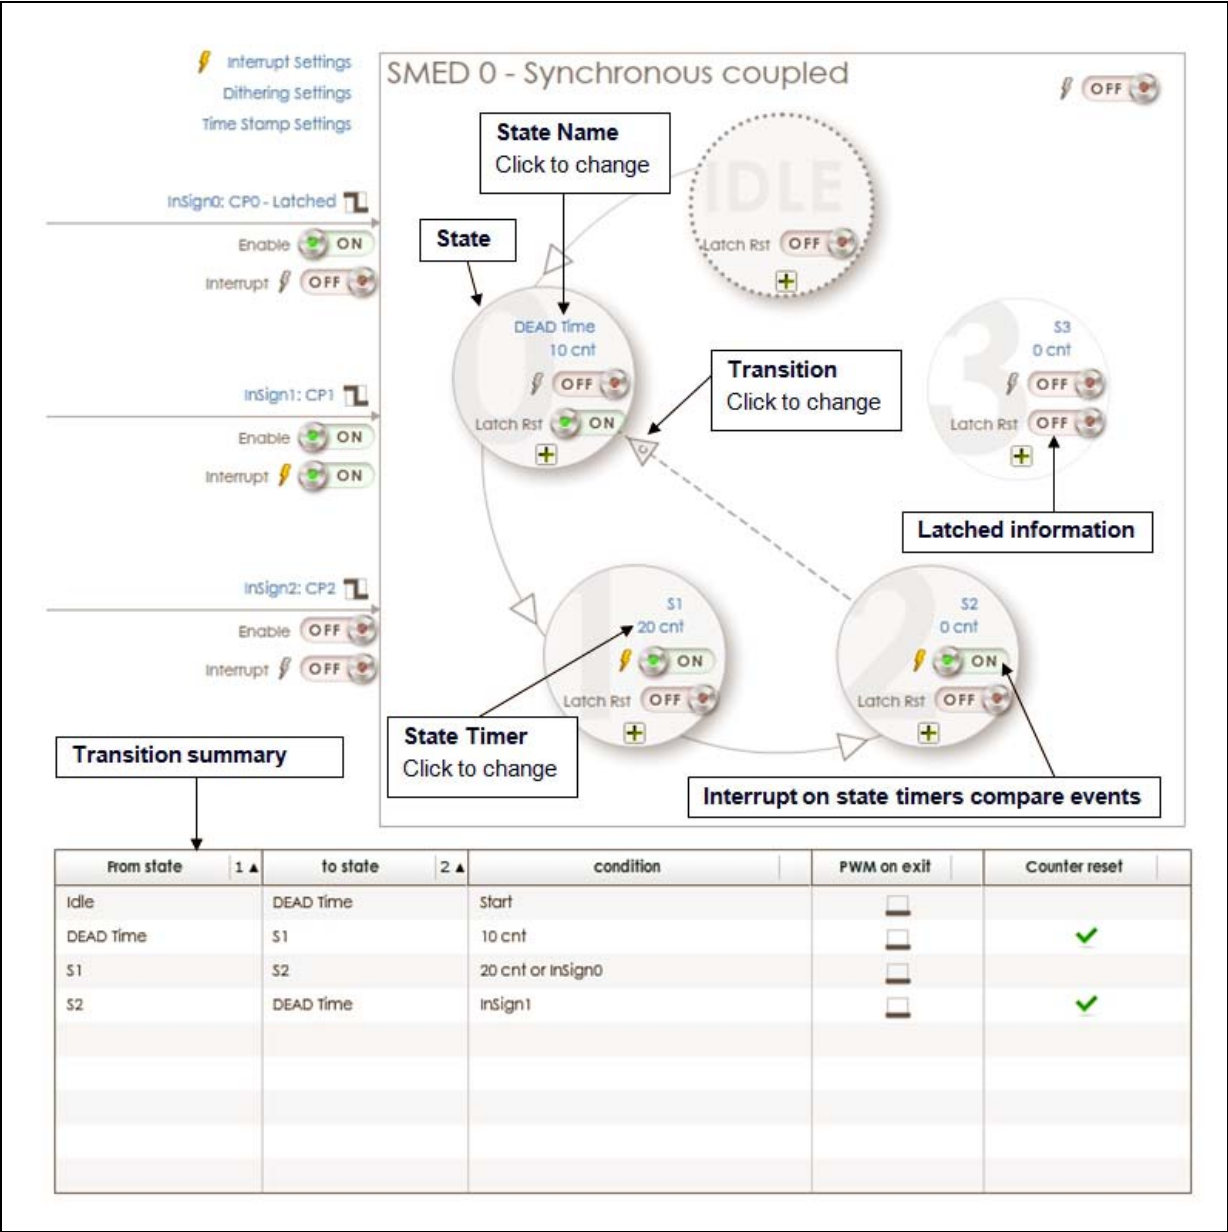 Interrupt Settings
Dithering Settings
Time Stamp Settings
SMED 0 - Synchronous coupled
OFF
State Name
Click to change
IDLE
Latch Rst OFF
InSign0: CP0 - Latched
Enable ON
Interrupt OFF
State
0
DEAD Time
10 cnt
OFF
Latch Rst ON
Transition
Click to change
3
S3
0 cnt
OFF
Latch Rst OFF
InSign1: CP1
Enable ON
Interrupt ON
C
Latched information
InSign2: CP2
Enable OFF
Interrupt OFF
1
S1
20 cnt
ON
Latch Rst OFF
2
S2
0 cnt
ON
Latch Rst OFF
State Timer
Click to change
Transition summary
Interrupt on state timers compare events
From state 1 to state 2 condition PWM on exit Counter reset
Idle DEAD Time Start
DEAD Time S1 10 cnt
S1 S2 20 cnt or InSign0
S2 DEAD Time InSign1